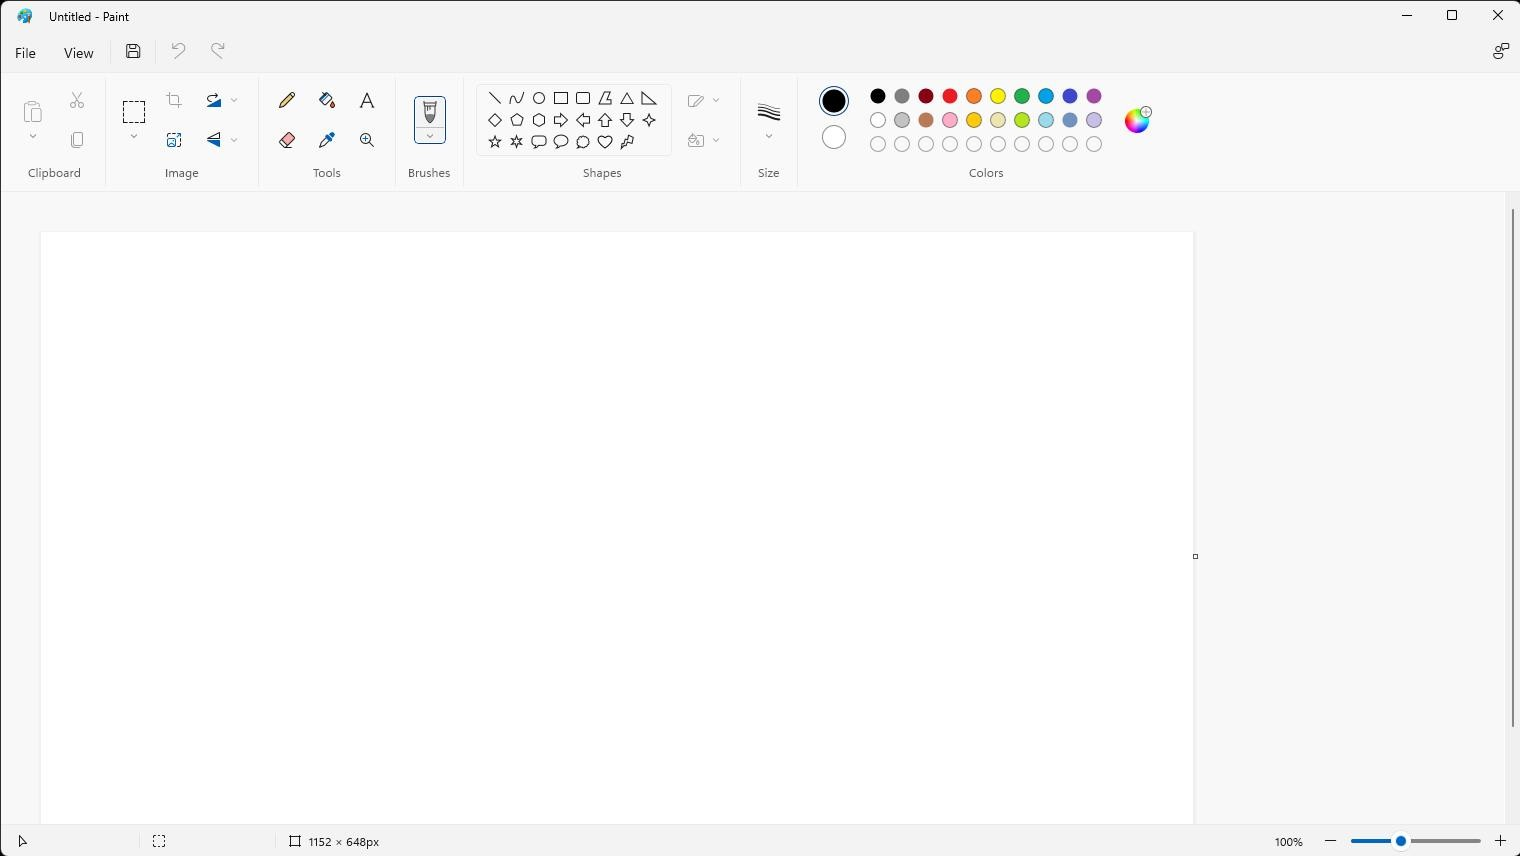 Untitled - Paint
File
View
Clipboard
Image
Tools
Brushes
Shapes
Size
Colors
1152 × 648px
100%